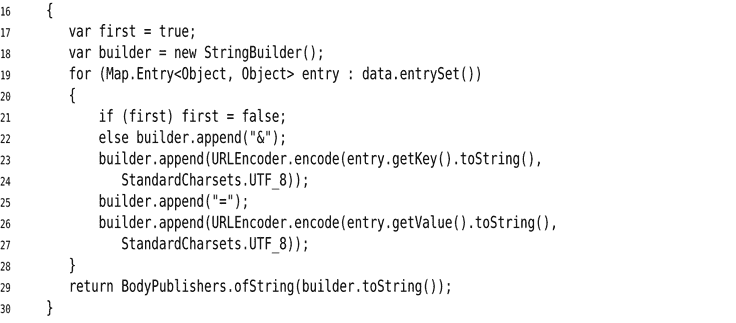 16 {
17 var first = true;
18 var builder = new StringBuilder();
19 for (Map.Entry<Object, Object> entry : data.entrySet())
20 {
21 if (first) first = false;
22 else builder.append("&");
23 builder.append(URLEncoder.encode(entry.getKey().toString(),
24 StandardCharsets.UTF_8));
25 builder.append("=");
26 builder.append(URLEncoder.encode(entry.getValue().toString(),
27 StandardCharsets.UTF_8));
28 }
29 return BodyPublishers.ofString(builder.toString());
30 }